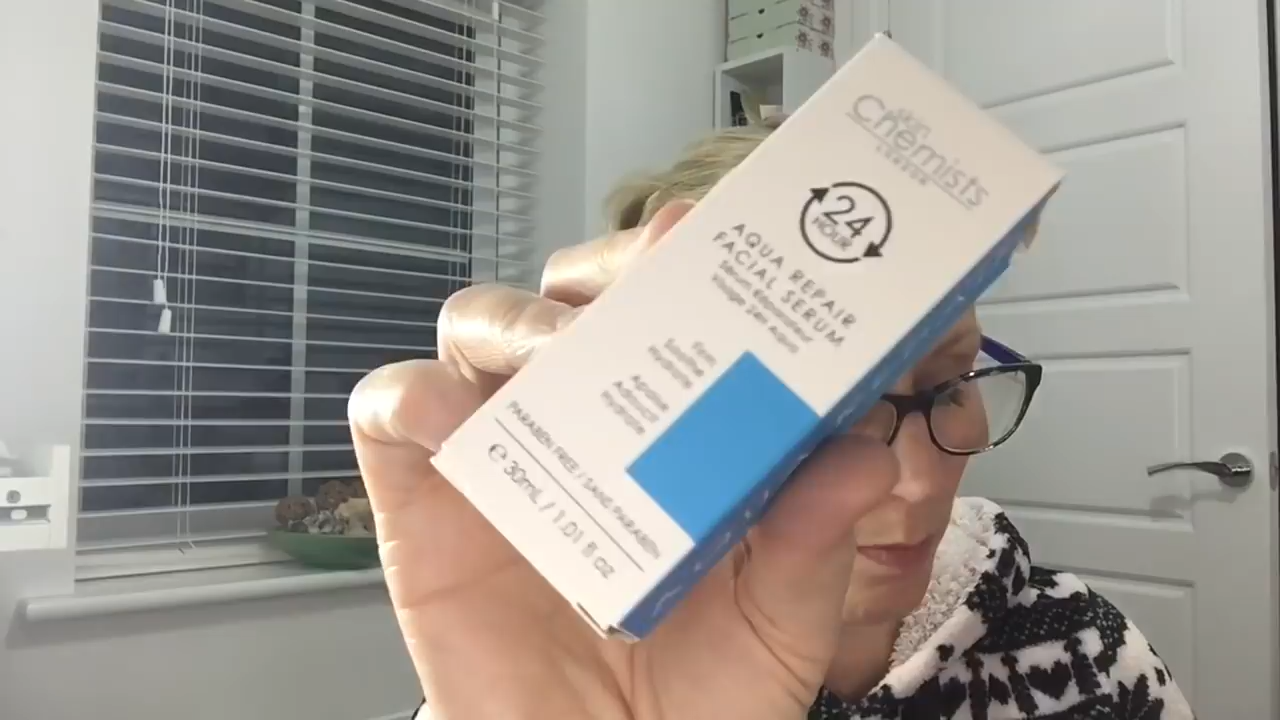 skin
Chemists
LONDON
24
HOUR
AQUA REPAIR
FACIAL SERUM
Sérum Réparateur
Visage 24H Aqua
Firm
Soothe
Hydrate
Adoucit
Hydrate
PARABEN FREE / SANS PARABEN
e 30mL / 1.01 fl oz